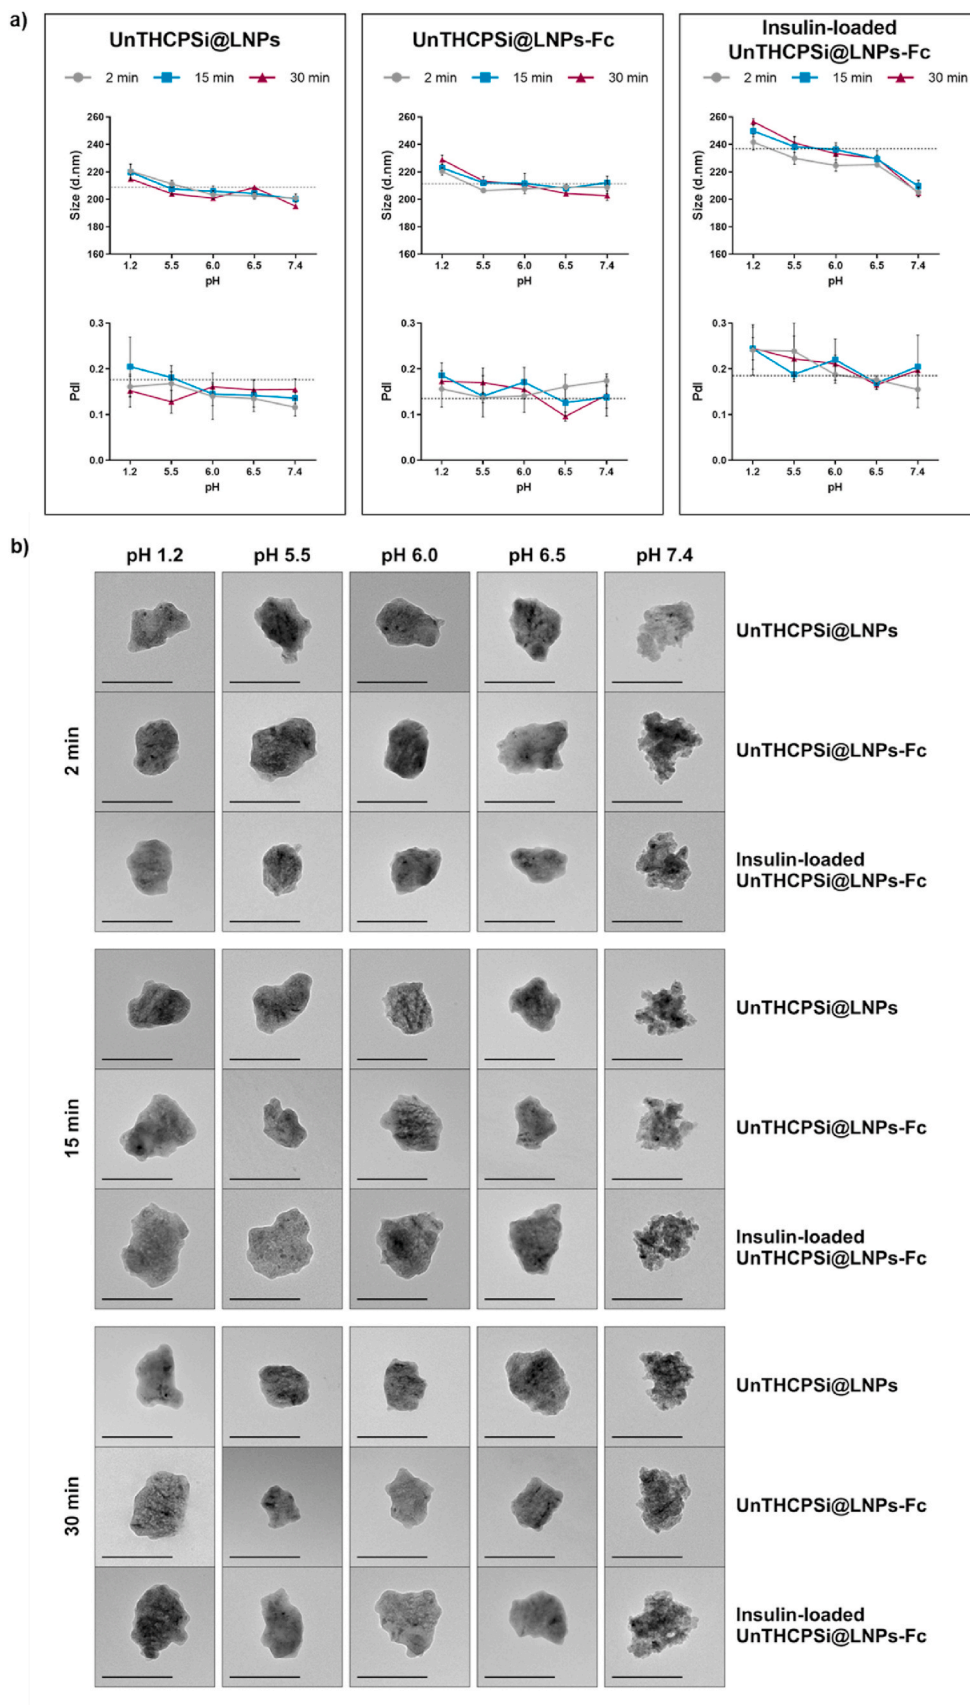 a)
UnTHCPSi@LNPs
2 min 15 min 30 min
Size (d.nm)
260
240
220
200
180
160
1.2 5.5 6.0 6.5 7.4
pH
PdI
0.3
0.2
0.1
0.0
1.2 5.5 6.0 6.5 7.4
pH
UnTHCPSi@LNPs-Fc
2 min 15 min 30 min
Size (d.nm)
260
240
220
200
180
160
1.2 5.5 6.0 6.5 7.4
pH
PdI
0.3
0.2
0.1
0.0
1.2 5.5 6.0 6.5 7.4
pH
Insulin-loaded
UnTHCPSi@LNPs-Fc
2 min 15 min 30 min
Size (d.nm)
260
240
220
200
180
160
1.2 5.5 6.0 6.5 7.4
pH
PdI
0.3
0.2
0.1
0.0
1.2 5.5 6.0 6.5 7.4
pH
b)
pH 1.2 pH 5.5 pH 6.0 pH 6.5 pH 7.4
2 min
UnTHCPSi@LNPs
UnTHCPSi@LNPs-Fc
Insulin-loaded
UnTHCPSi@LNPs-Fc
15 min
UnTHCPSi@LNPs
UnTHCPSi@LNPs-Fc
Insulin-loaded
UnTHCPSi@LNPs-Fc
30 min
UnTHCPSi@LNPs
UnTHCPSi@LNPs-Fc
Insulin-loaded
UnTHCPSi@LNPs-Fc